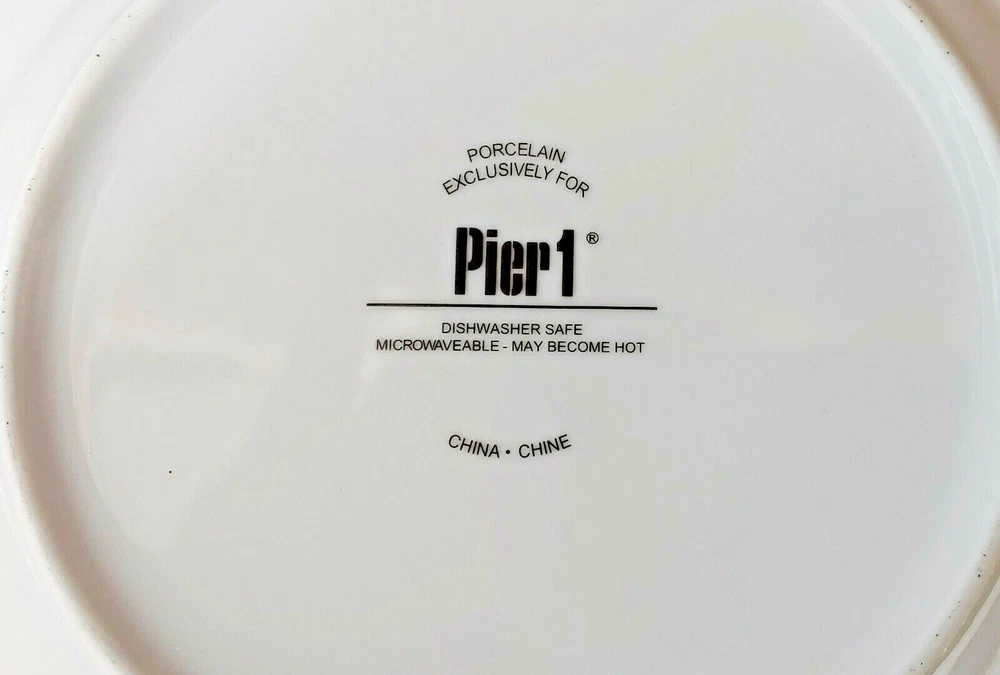 PORCELAIN
EXCLUSIVELY FOR
Pier1®
DISHWASHER SAFE
MICROWAVEABLE - MAY BECOME HOT
CHINA • CHINE